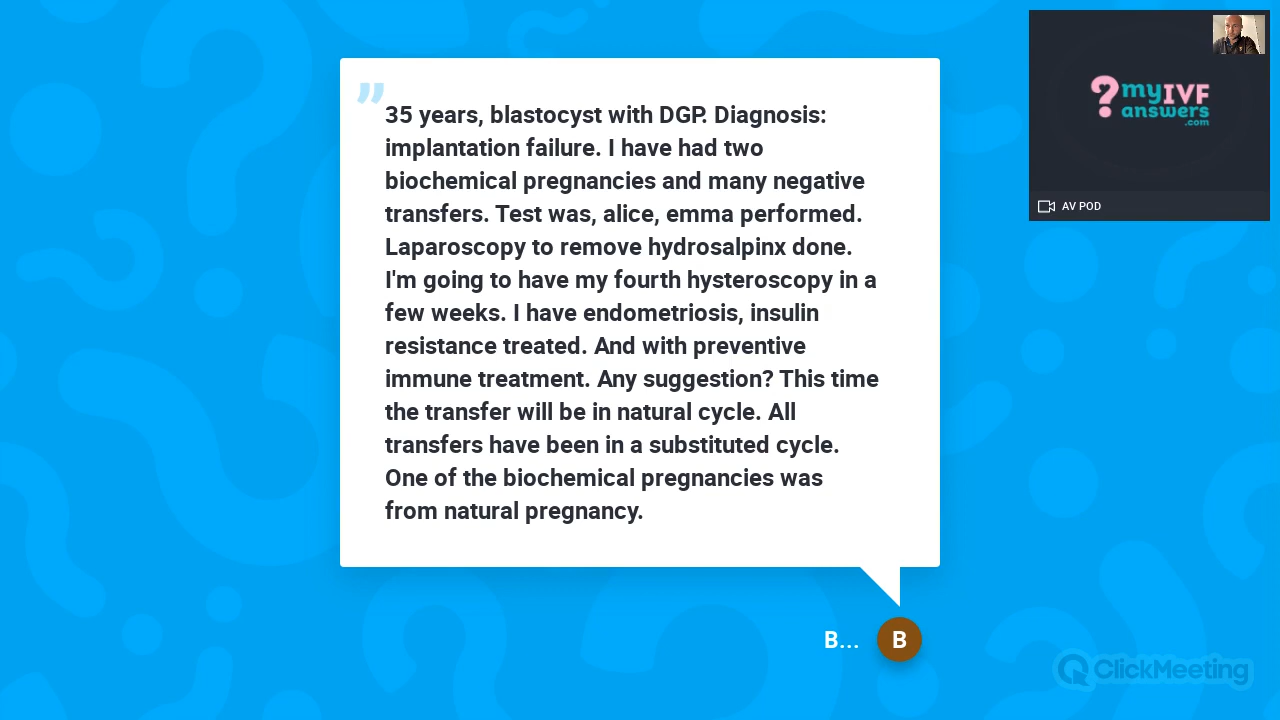 35 years, blastocyst with DGP. Diagnosis:
implantation failure. I have had two
biochemical pregnancies and many negative
transfers. Test was, alice, emma performed.
Laparoscopy to remove hydrosalpinx done.
I'm going to have my fourth hysteroscopy in a
few weeks. I have endometriosis, insulin
resistance treated. And with preventive
immune treatment. Any suggestion? This time
the transfer will be in natural cycle. All
transfers have been in a substituted cycle.
One of the biochemical pregnancies was
from natural pregnancy.
B...
B
?myIVF
answers
.com
AV POD
ClickMeeting